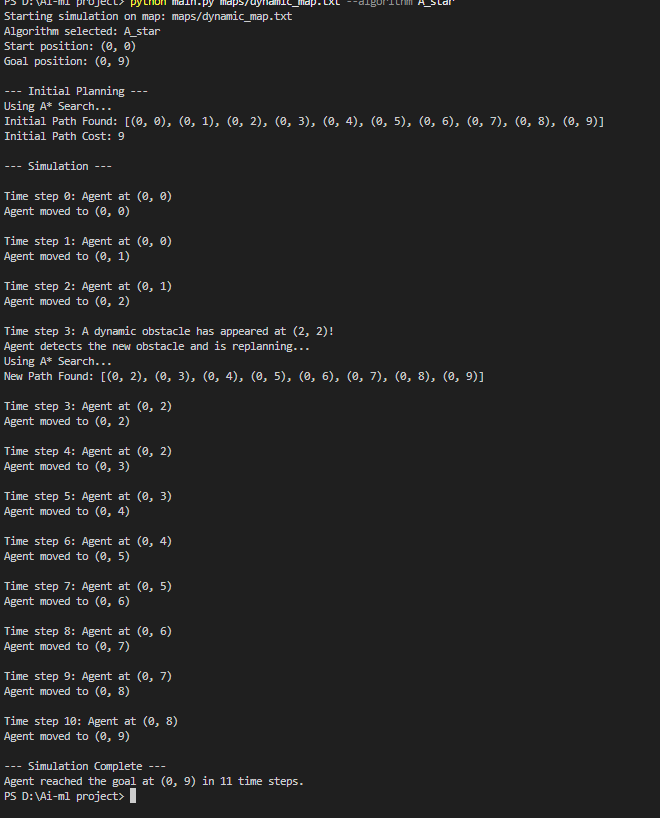 PS D:\Ai-ml project> python main.py maps/dynamic_map.txt --algorithm A_star
Starting simulation on map: maps/dynamic_map.txt
Algorithm selected: A_star
Start position: (0, 0)
Goal position: (0, 9)
--- Initial Planning ---
Using A* Search...
Initial Path Found: [(0, 0), (0, 1), (0, 2), (0, 3), (0, 4), (0, 5), (0, 6), (0, 7), (0, 8), (0, 9)]
Initial Path Cost: 9
--- Simulation ---
Time step 0: Agent at (0, 0)
Agent moved to (0, 0)
Time step 1: Agent at (0, 0)
Agent moved to (0, 1)
Time step 2: Agent at (0, 1)
Agent moved to (0, 2)
Time step 3: A dynamic obstacle has appeared at (2, 2)!
Agent detects the new obstacle and is replanning...
Using A* Search...
New Path Found: [(0, 2), (0, 3), (0, 4), (0, 5), (0, 6), (0, 7), (0, 8), (0, 9)]
Time step 3: Agent at (0, 2)
Agent moved to (0, 2)
Time step 4: Agent at (0, 2)
Agent moved to (0, 3)
Time step 5: Agent at (0, 3)
Agent moved to (0, 4)
Time step 6: Agent at (0, 4)
Agent moved to (0, 5)
Time step 7: Agent at (0, 5)
Agent moved to (0, 6)
Time step 8: Agent at (0, 6)
Agent moved to (0, 7)
Time step 9: Agent at (0, 7)
Agent moved to (0, 8)
Time step 10: Agent at (0, 8)
Agent moved to (0, 9)
--- Simulation Complete ---
Agent reached the goal at (0, 9) in 11 time steps.
PS D:\Ai-ml project>